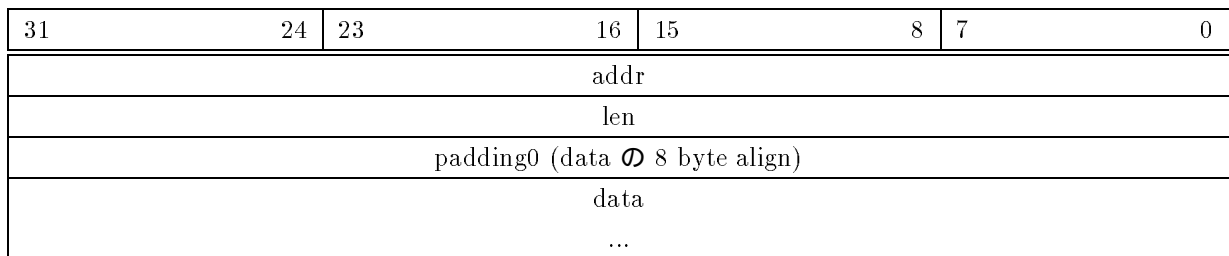 31 24 23 16 15 8 7 0
addr
len
padding0 (data の 8 byte align)
data
...